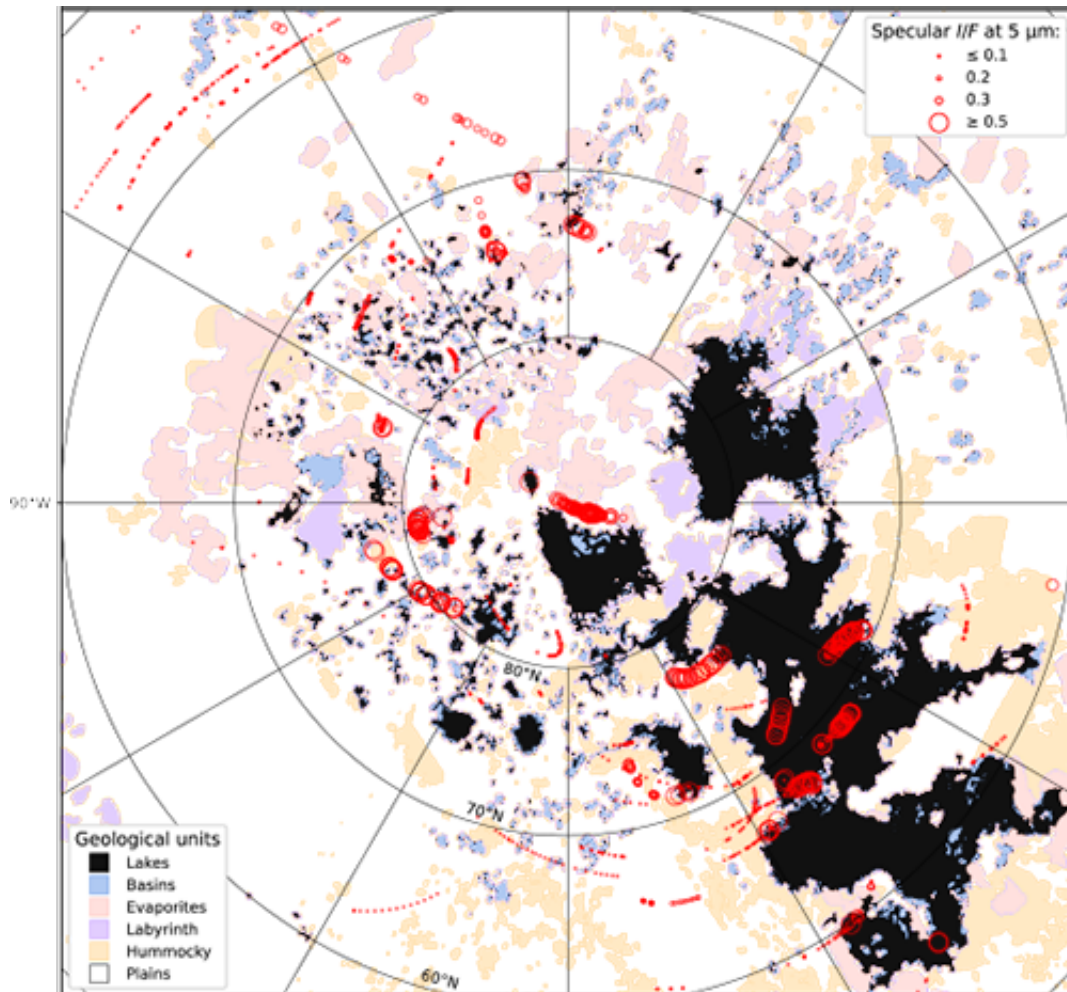 Specular I/F at 5 μm:
≤ 0.1
0.2
0.3
≥ 0.5
90°W
80°N
70°N
60°N
Geological units
Lakes
Basins
Evaporites
Labyrinth
Hummocky
Plains